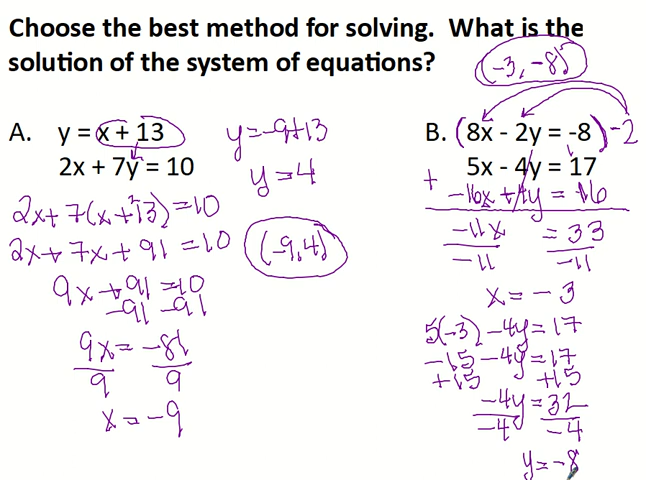 Choose the best method for solving. What is the
solution of the system of equations?
(-3, -8)
A. y = x + 13
2x + 7y = 10
2x + 7(x + 13) = 10
2x + 7x + 91 = 10
9x + 91 = 10
-91 -91
9x = -81
9 9
x = -9
y = -9 + 13
y = 4
(-9, 4)
B. (8x - 2y = -8) -2
5x - 4y = 17
+ -16x + 4y = +16
-11x = 33
-11 -11
x = -3
5(-3) - 4y = 17
-15 - 4y = 17
+15 +15
-4y = 32
-4 -4
y = -8